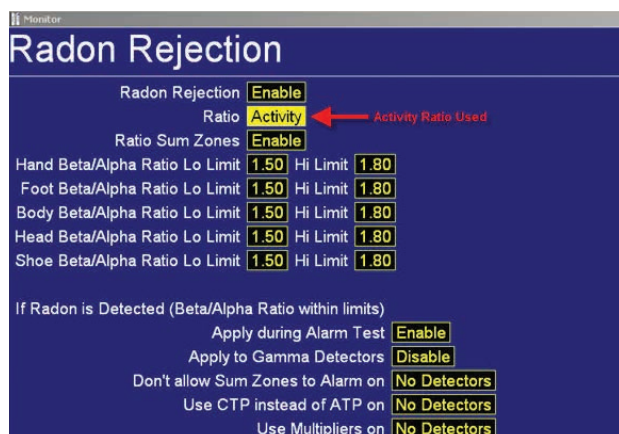 Monitor
Radon Rejection
Radon Rejection Enable
Ratio Activity Activity Ratio Used
Ratio Sum Zones Enable
Hand Beta/Alpha Ratio Lo Limit 1.50 Hi Limit 1.80
Foot Beta/Alpha Ratio Lo Limit 1.50 Hi Limit 1.80
Body Beta/Alpha Ratio Lo Limit 1.50 Hi Limit 1.80
Head Beta/Alpha Ratio Lo Limit 1.50 Hi Limit 1.80
Shoe Beta/Alpha Ratio Lo Limit 1.50 Hi Limit 1.80
If Radon is Detected (Beta/Alpha Ratio within limits)
Apply during Alarm Test Enable
Apply to Gamma Detectors Disable
Don't allow Sum Zones to Alarm on No Detectors
Use CTP instead of ATP on No Detectors
Use Multipliers on No Detectors